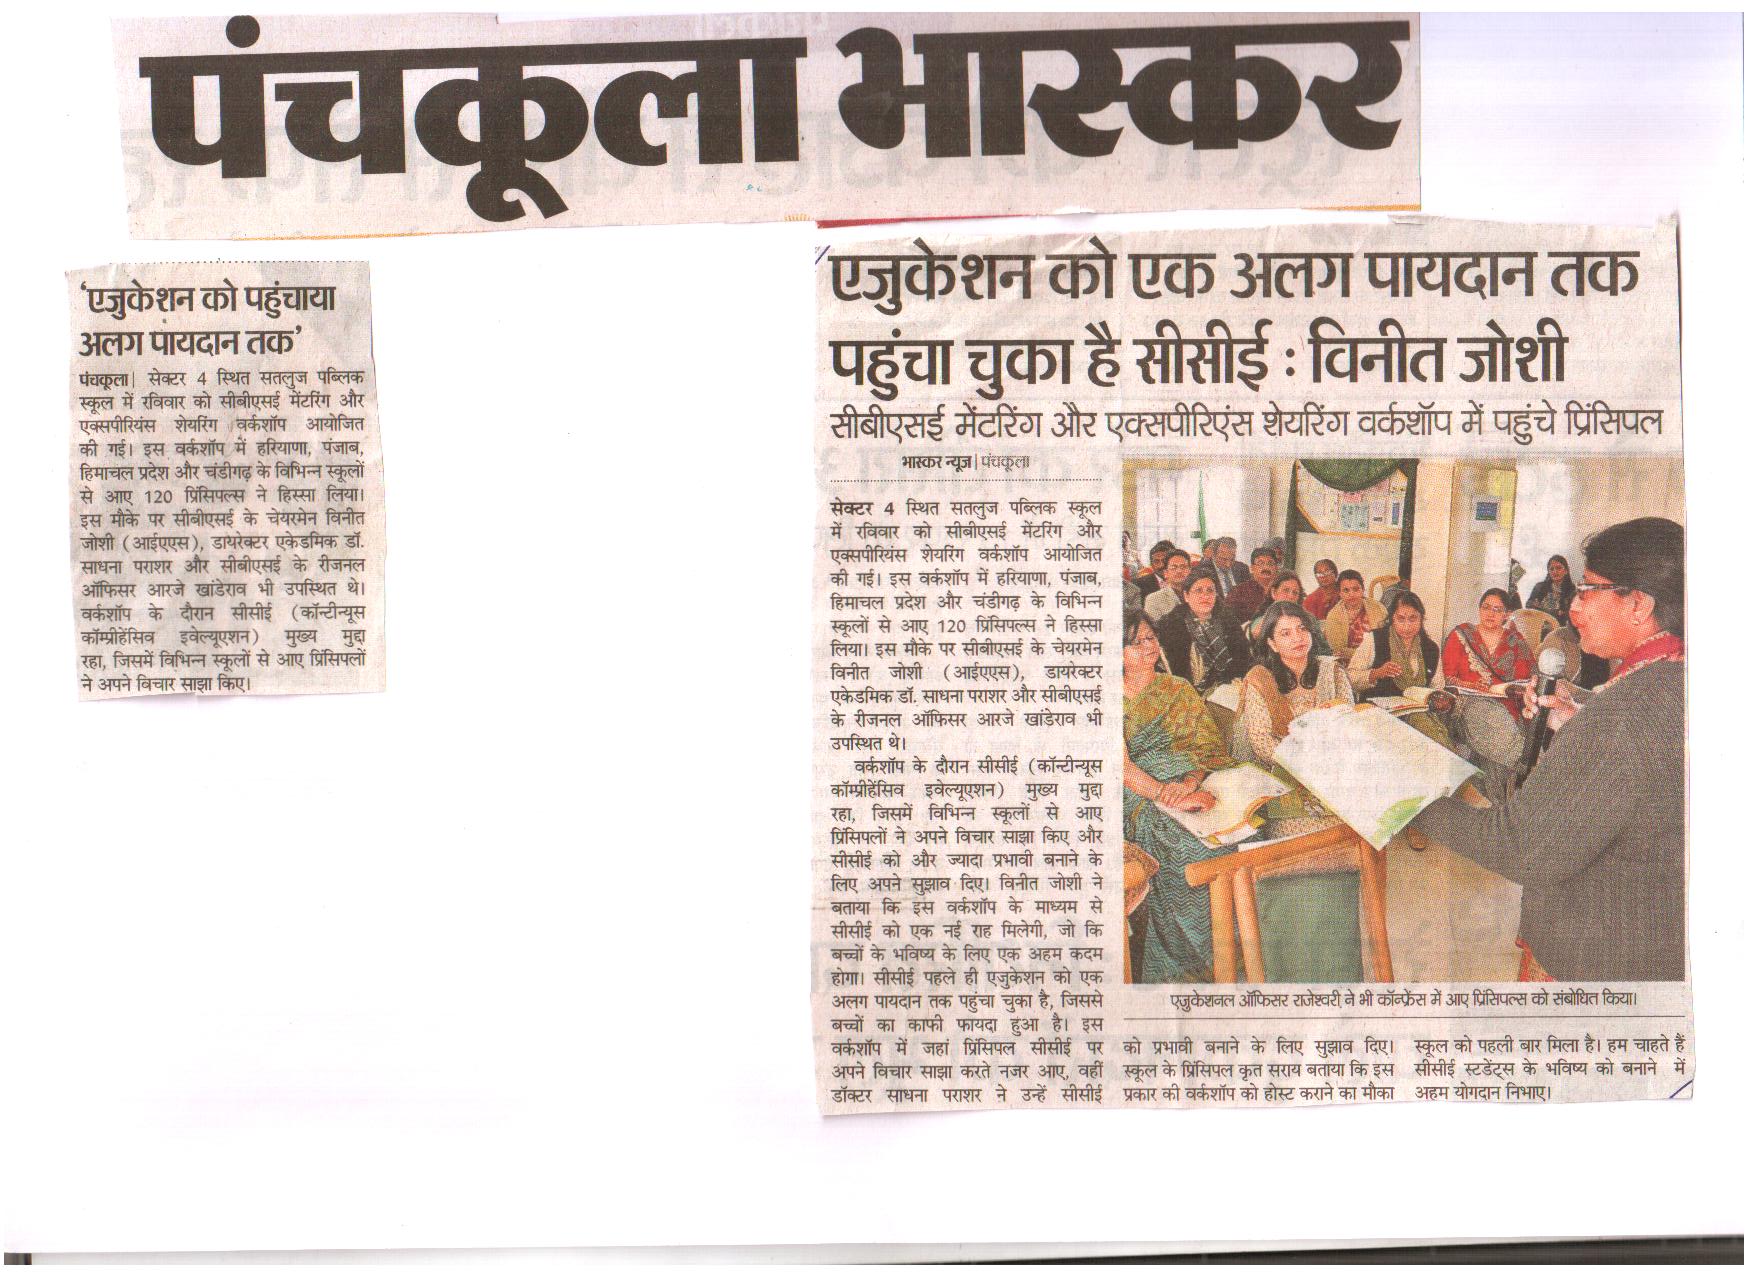 पंचकूला भास्कर
‘एजुकेशन को पहुंचाया
अलग पायदान तक’
पंचकूला| सेक्टर 4 स्थित सतलुज पब्लिक
स्कूल में रविवार को सीबीएसई मेंटरिंग और
एक्सपीरियंस शेयरिंग वर्कशॉप आयोजित
की गई। इस वर्कशॉप में हरियाणा, पंजाब,
हिमाचल प्रदेश और चंडीगढ़ के विभिन्न स्कूलों
से आए 120 प्रिंसिपल्स ने हिस्सा लिया।
इस मौके पर सीबीएसई के चेयरमेन विनीत
जोशी (आईएएस), डायरेक्टर एकेडमिक डॉ.
साधना पराशर और सीबीएसई के रीजनल
ऑफिसर आरजे खांडेराव भी उपस्थित थे।
वर्कशॉप के दौरान सीसीई (कॉन्टीन्यूस
कॉम्प्रीहेंसिव इवेल्यूएशन) मुख्य मुद्दा
रहा, जिसमें विभिन्न स्कूलों से आए प्रिंसिपलों
ने अपने विचार साझा किए।
एजुकेशन को एक अलग पायदान तक
पहुंचा चुका है सीसीई : विनीत जोशी
सीबीएसई मेंटरिंग और एक्सपीरिएंस शेयरिंग वर्कशॉप में पहुंचे प्रिंसिपल
भास्कर न्यूज|पंचकूला
सेक्टर 4 स्थित सतलुज पब्लिक स्कूल
में रविवार को सीबीएसई मेंटरिंग और
एक्सपीरियंस शेयरिंग वर्कशॉप आयोजित
की गई। इस वर्कशॉप में हरियाणा, पंजाब,
हिमाचल प्रदेश और चंडीगढ़ के विभिन्न
स्कूलों से आए 120 प्रिंसिपल्स ने हिस्सा
लिया। इस मौके पर सीबीएसई के चेयरमेन
विनीत जोशी (आईएएस), डायरेक्टर
एकेडमिक डॉ. साधना पराशर और सीबीएसई
के रीजनल ऑफिसर आरजे खांडेराव भी
उपस्थित थे।
वर्कशॉप के दौरान सीसीई (कॉन्टीन्यूस
कॉम्प्रीहेंसिव इवेल्यूएशन) मुख्य मुद्दा
रहा, जिसमें विभिन्न स्कूलों से आए
प्रिंसिपलों ने अपने विचार साझा किए और
सीसीई को और ज्यादा प्रभावी बनाने के
लिए अपने सुझाव दिए। विनीत जोशी ने
बताया कि इस वर्कशॉप के माध्यम से
सीसीई को एक नई राह मिलेगी, जो कि
बच्चों के भविष्य के लिए एक अहम कदम
होगा। सीसीई पहले ही एजुकेशन को एक
अलग पायदान तक पहुंचा चुका है, जिससे
बच्चों का काफी फायदा हुआ है। इस
वर्कशॉप में जहां प्रिंसिपल सीसीई पर
अपने विचार साझा करते नजर आए, वहीं
डॉक्टर साधना पराशर ने उन्हें सीसीई
एजुकेशनल ऑफिसर राजेश्वरी ने भी कॉन्फ्रेंस में आए प्रिंसिपल्स को संबोधित किया।
को प्रभावी बनाने के लिए सुझाव दिए।
स्कूल के प्रिंसिपल कृत सराय बताया कि इस
प्रकार की वर्कशॉप को होस्ट कराने का मौका
स्कूल को पहली बार मिला है। हम चाहते हैं
सीसीई स्टडेंट्स के भविष्य को बनाने में
अहम योगदान निभाए।